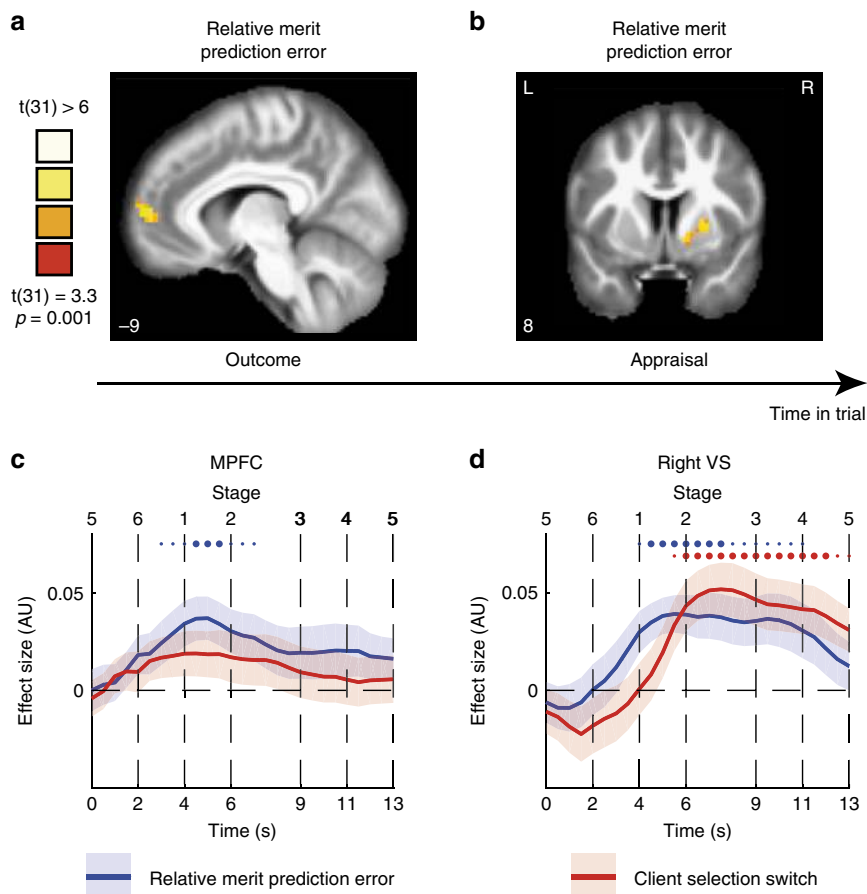 a
Relative merit
prediction error
b
Relative merit
prediction error
t(31) > 6
t(31) = 3.3
p = 0.001
–9
L
R
8
Outcome
Appraisal
Time in trial
c
MPFC
Stage
5 6 1 2 3 4 5
0.05
0
Effect size (AU)
0 2 4 6 9 11 13
Time (s)
d
Right VS
Stage
5 6 1 2 3 4 5
0.05
0
Effect size (AU)
0 2 4 6 9 11 13
Time (s)
Relative merit prediction error
Client selection switch